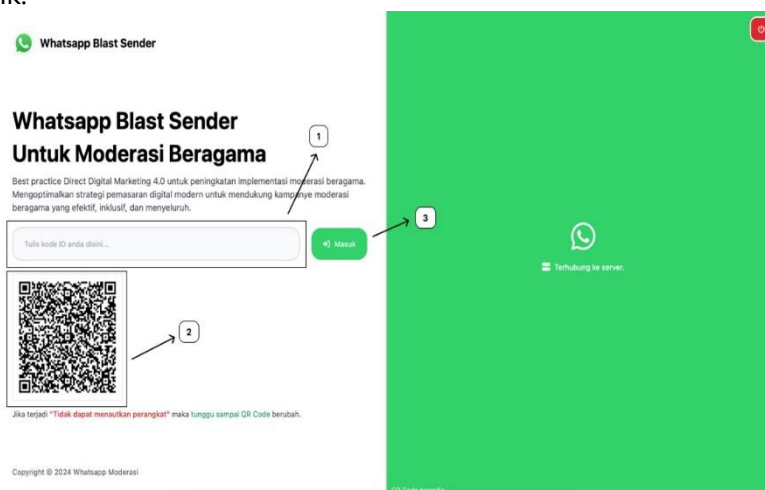 Whatsapp Blast Sender
Whatsapp Blast Sender
Untuk Moderasi Beragama
1
Best practice Direct Digital Marketing 4.0 untuk peningkatan implementasi moderasi beragama.
Mengoptimalkan strategi pemasaran digital modern untuk mendukung kampanye moderasi
beragama yang efektif, inklusif, dan menyeluruh.
3
Tulis kode ID anda disini...
Masuk
Terhubung ke server.
2
Jika terjadi "Tidak dapat menautkan perangkat" maka tunggu sampai QR Code berubah.
Copyright © 2024 Whatsapp Moderasi